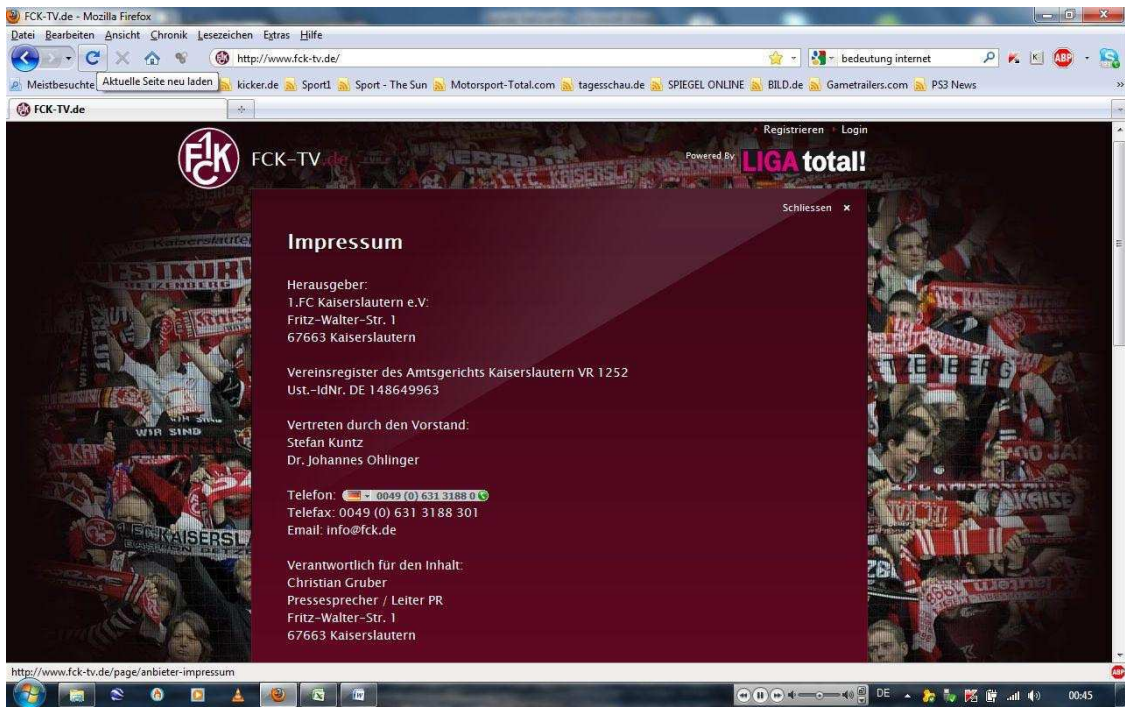 FCK-TV.de - Mozilla Firefox
Datei Bearbeiten Ansicht Chronik Lesezeichen Extras Hilfe
http://www.fck-tv.de/
bedeutung internet
Meistbesuchte
Aktuelle Seite neu laden
kicker.de Sport1 Sport - The Sun Motorsport-Total.com tagesschau.de SPIEGEL ONLINE BILD.de Gametrailers.com PS3 News
FCK-TV.de
Registrieren Login
FCK
FCK-TV.de
Powered By LIGA total!
Schliessen x
Impressum
Herausgeber:
1.FC Kaiserslautern e.V:
Fritz-Walter-Str. 1
67663 Kaiserslautern
Vereinsregister des Amtsgerichts Kaiserslautern VR 1252
Ust.-IdNr. DE 148649963
Vertreten durch den Vorstand:
Stefan Kuntz
Dr. Johannes Ohlinger
Telefon: 0049 (0) 631 3188 0
Telefax: 0049 (0) 631 3188 301
Email: info@fck.de
Verantwortlich für den Inhalt:
Christian Gruber
Pressesprecher / Leiter PR
Fritz-Walter-Str. 1
67663 Kaiserslautern
WESTKURVE
BETZENBERG
WIR SIND
http://www.fck-tv.de/page/anbieter-impressum
ABP
DE
00:45